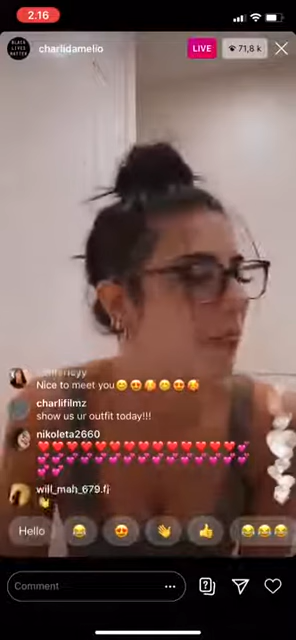 2:16
BLACK
LIVES
MATTER
charlidamelio
LIVE
71,8 k
Nice to meet you😊😍🥰😊😍🥰
charlifilmz
show us ur outfit today!!!
nikoleta2660
will_mah_679.fj
Hello
Comment